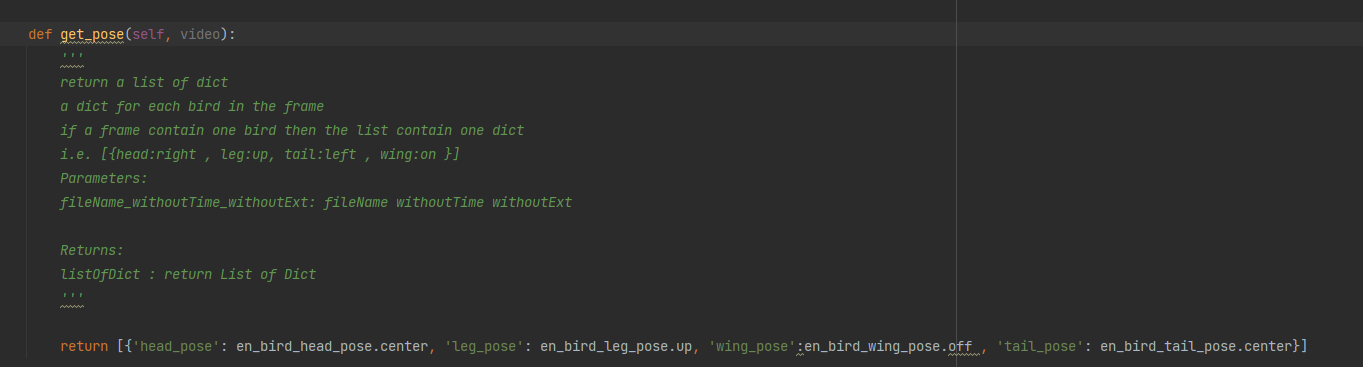 def get_pose(self, video):
'''
return a list of dict
a dict for each bird in the frame
if a frame contain one bird then the list contain one dict
i.e. [{head:right , leg:up, tail:left , wing:on }]
Parameters:
fileName_withoutTime_withoutExt: fileName withoutTime withoutExt
Returns:
listOfDict : return List of Dict
'''
return [{'head_pose': en_bird_head_pose.center, 'leg_pose': en_bird_leg_pose.up, 'wing_pose':en_bird_wing_pose.off , 'tail_pose': en_bird_tail_pose.center}]